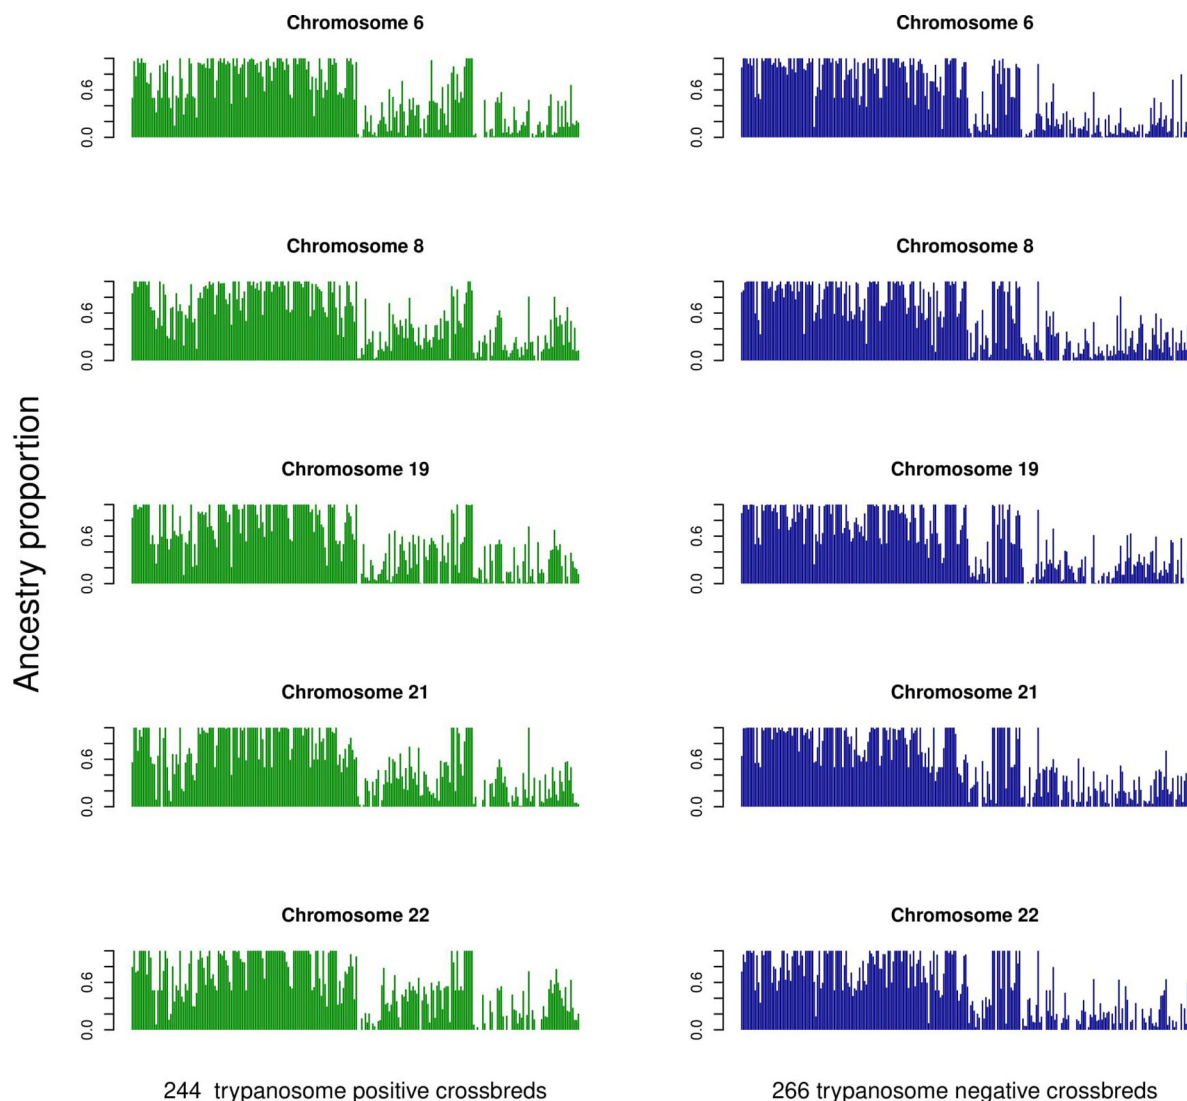 Chromosome 6
Chromosome 6
0.6
0.0
0.6
0.0
Chromosome 8
Chromosome 8
0.6
0.0
0.6
0.0
Ancestry proportion
Chromosome 19
Chromosome 19
0.6
0.0
0.6
0.0
Chromosome 21
Chromosome 21
0.6
0.0
0.6
0.0
Chromosome 22
Chromosome 22
0.6
0.0
0.6
0.0
244 trypanosome positive crossbreds
266 trypanosome negative crossbreds